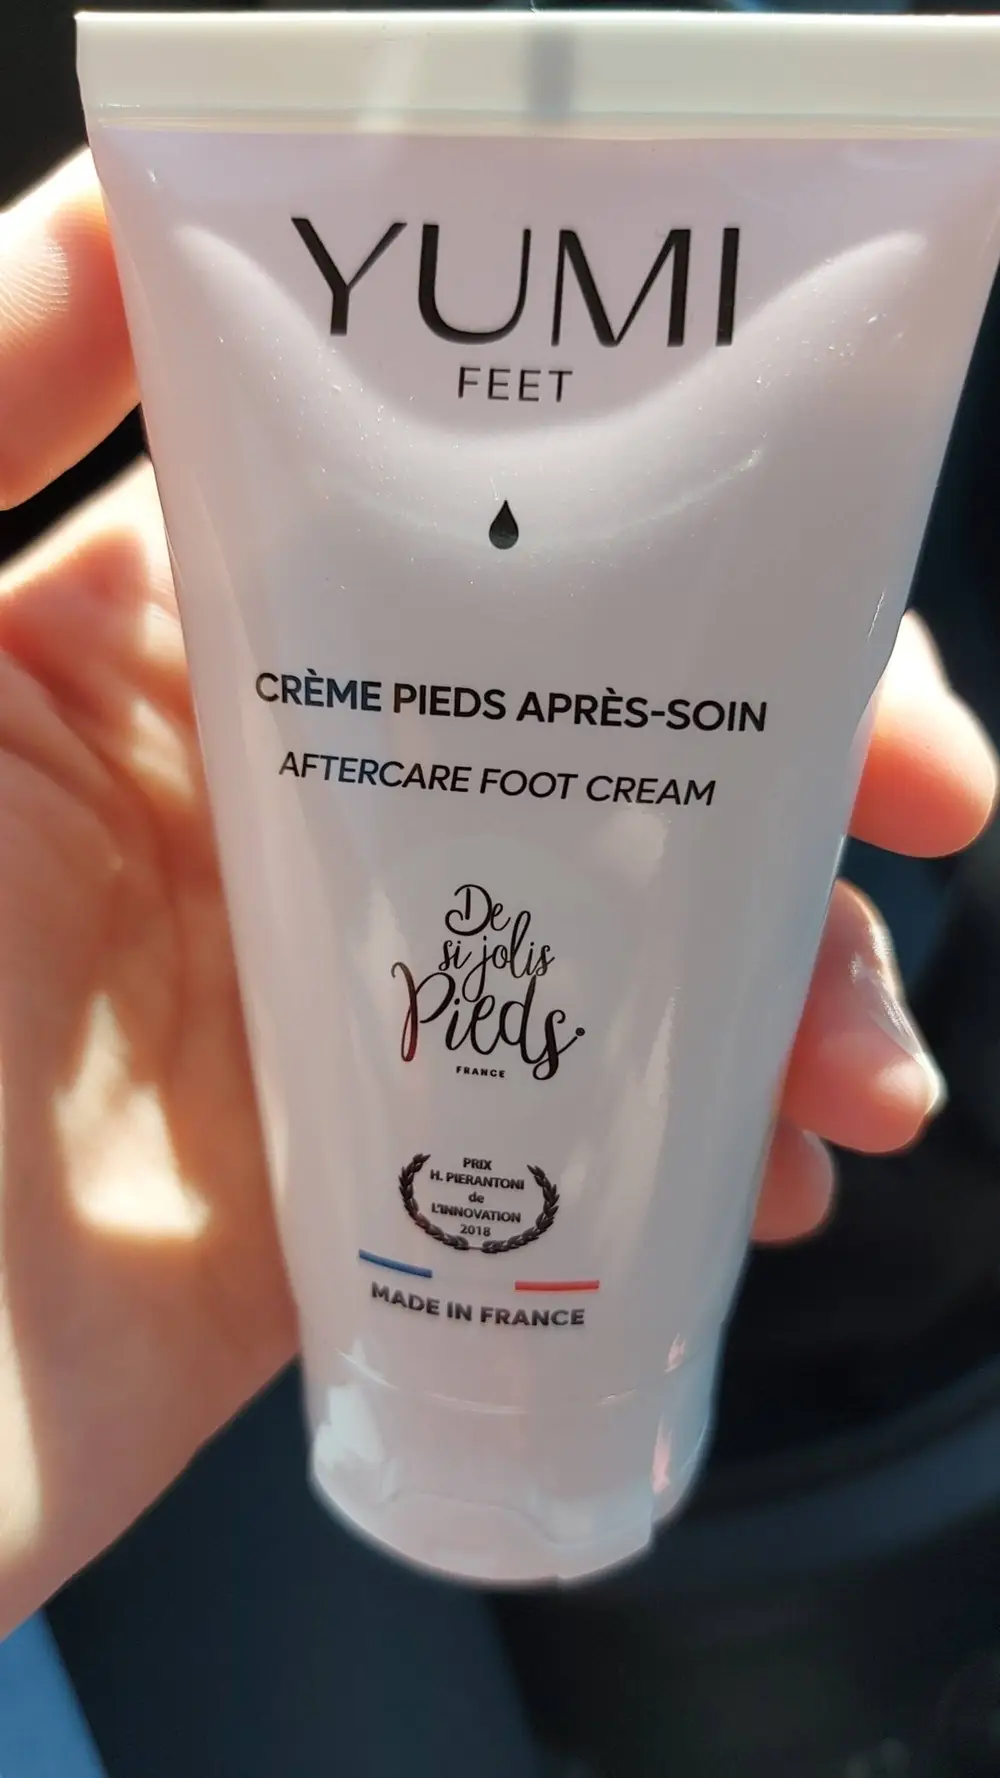 YUMI
FEET
CRÈME PIEDS APRÈS-SOIN
AFTERCARE FOOT CREAM
De
si jolis
Pieds
FRANCE
PRIX
H. PIERANTONI
de
L'INNOVATION
2018
MADE IN FRANCE